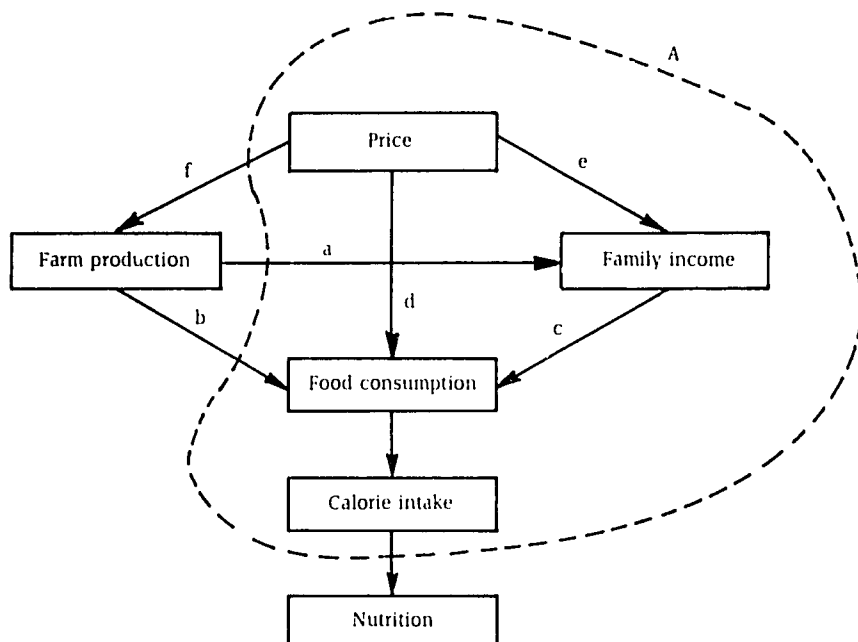 A
Price
f
e
Farm production
a
Family income
b
d
c
Food consumption
Calorie intake
Nutrition